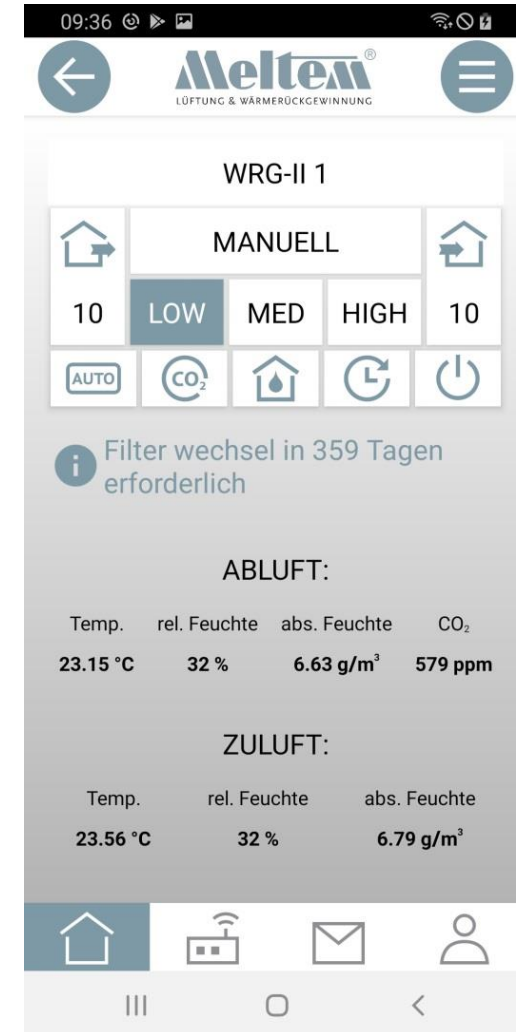 09:36
Meltem®
LÜFTUNG & WÄRMERÜCKGEWINNUNG
WRG-II 1
MANUELL
10 LOW MED HIGH 10
AUTO CO₂
Filter wechsel in 359 Tagen
erforderlich
ABLUFT:
Temp. rel. Feuchte abs. Feuchte CO₂
23.15 °C 32 % 6.63 g/m³ 579 ppm
ZULUFT:
Temp. rel. Feuchte abs. Feuchte
23.56 °C 32 % 6.79 g/m³